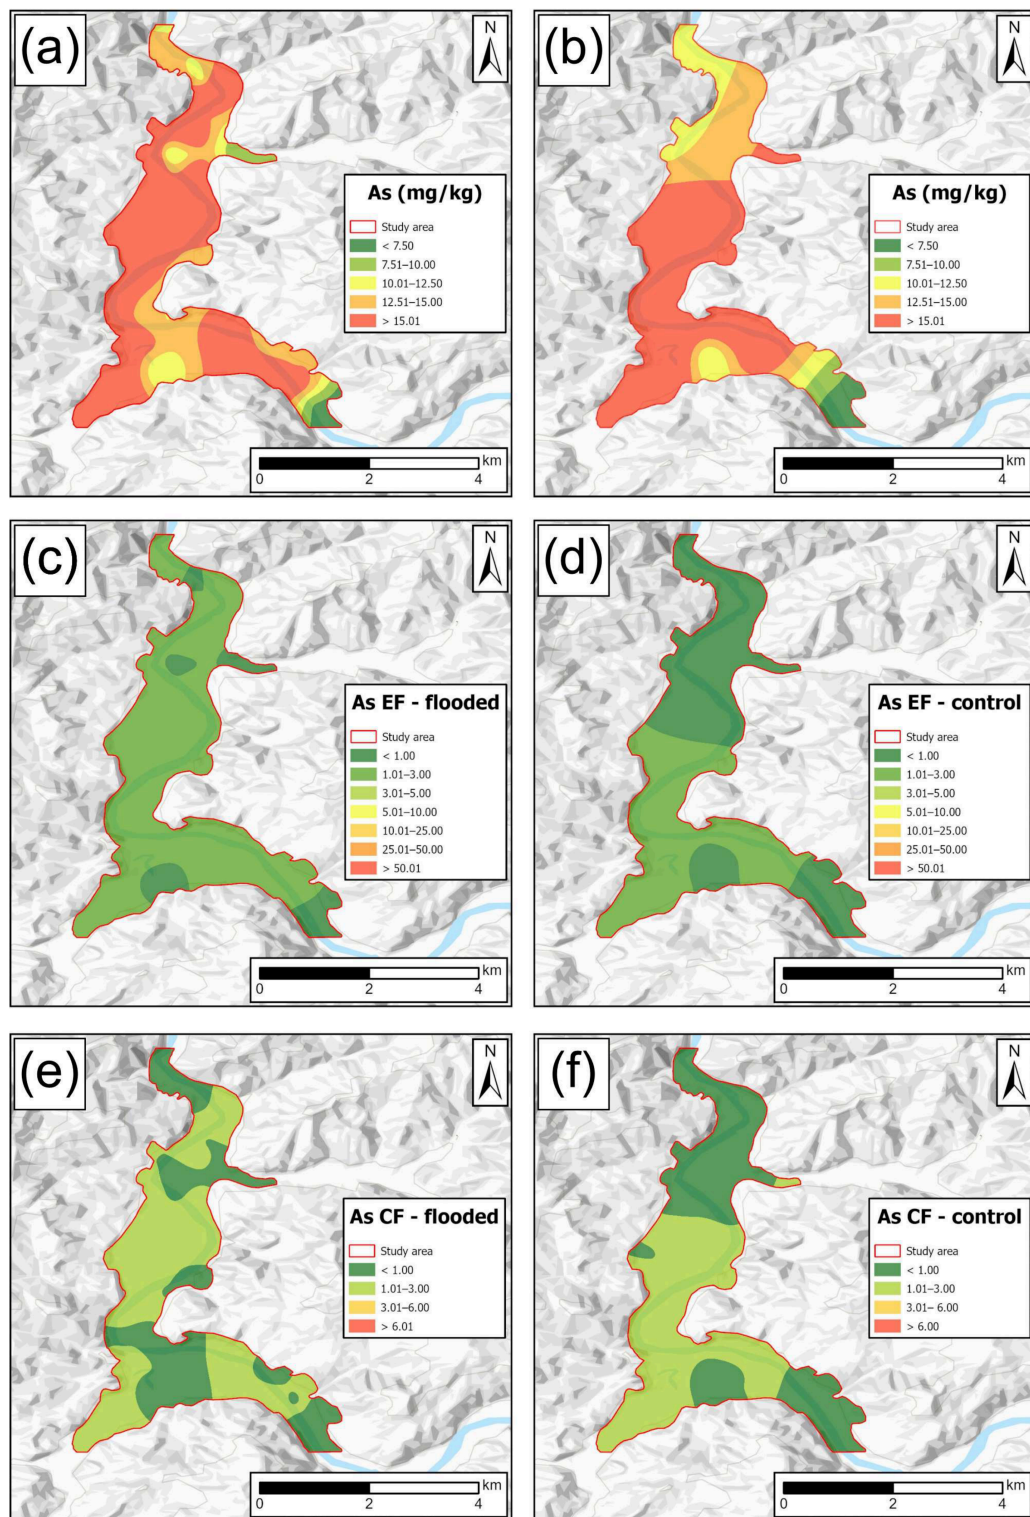 (a)
N
As (mg/kg)
Study area
< 7.50
7.51–10.00
10.01–12.50
12.51–15.00
> 15.01
km
0 2 4
(b)
N
As (mg/kg)
Study area
< 7.50
7.51–10.00
10.01–12.50
12.51–15.00
> 15.01
km
0 2 4
(c)
N
As EF - flooded
Study area
< 1.00
1.01–3.00
3.01–5.00
5.01–10.00
10.01–25.00
25.01–50.00
> 50.01
km
0 2 4
(d)
N
As EF - control
Study area
< 1.00
1.01–3.00
3.01–5.00
5.01–10.00
10.01–25.00
25.01–50.00
> 50.01
km
0 2 4
(e)
N
As CF - flooded
Study area
< 1.00
1.01–3.00
3.01–6.00
> 6.01
km
0 2 4
(f)
N
As CF - control
Study area
< 1.00
1.01–3.00
3.01– 6.00
> 6.00
km
0 2 4